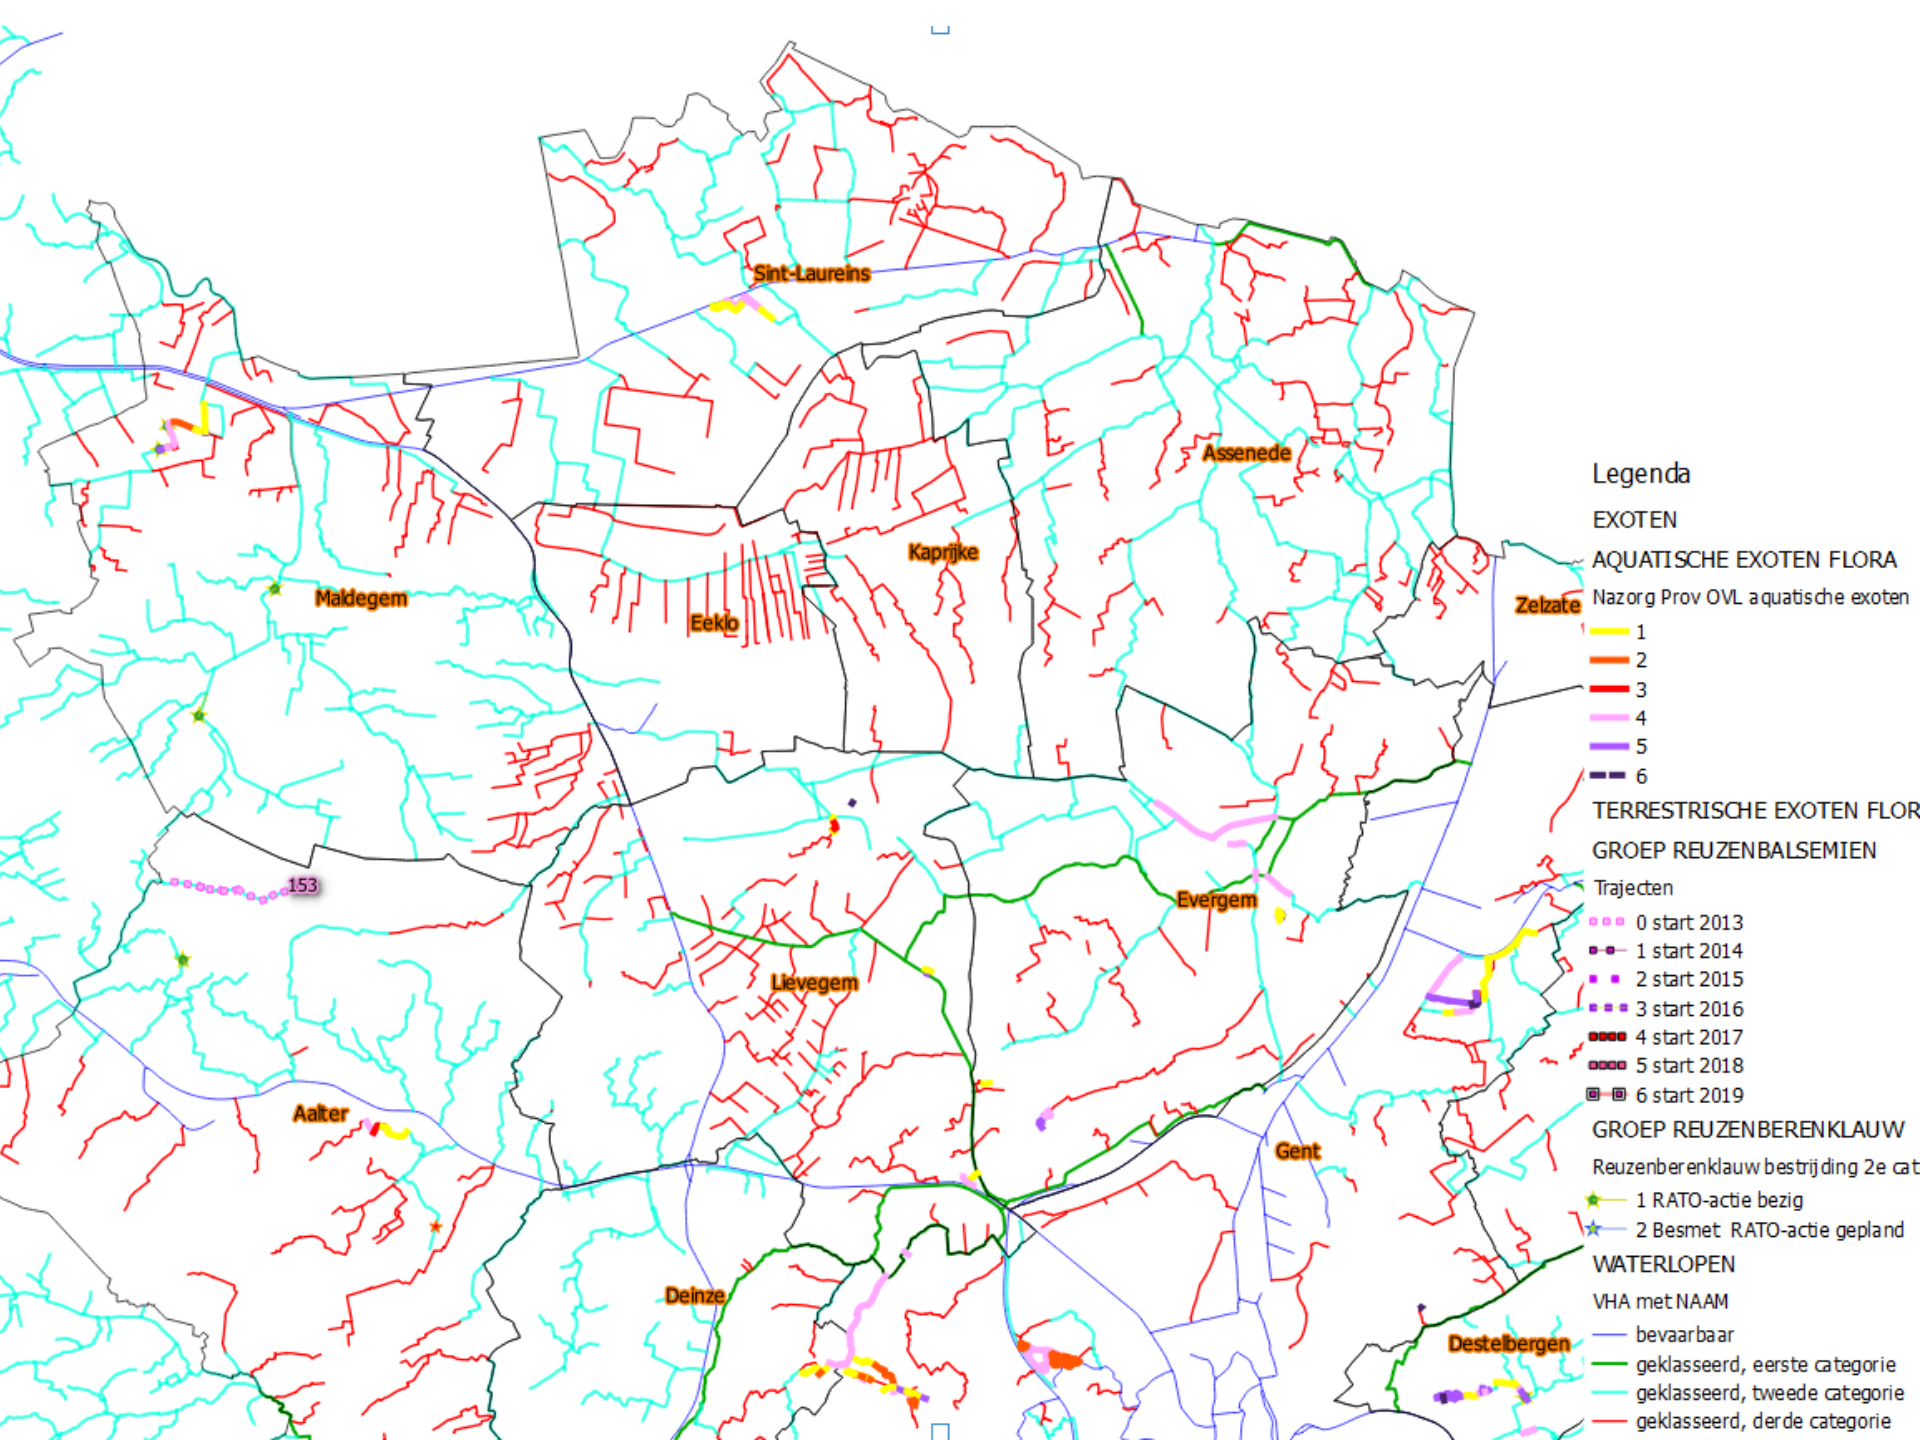 Sint-Laureins
Assenede
Kaprijke
Maldegem
Zelzate
Eeklo
153
Evergem
Lievegem
Aalter
Gent
Deinze
Destelbergen
Legenda
EXOTEN
AQUATISCHE EXOTEN FLORA
Nazorg Prov OVL aquatische exoten
1
2
3
4
5
6
TERRESTRISCHE EXOTEN FLOR
GROEP REUZENBALSEMIEN
Trajecten
0 start 2013
1 start 2014
2 start 2015
3 start 2016
4 start 2017
5 start 2018
6 start 2019
GROEP REUZENBERENKLAUW
Reuzenberenklauw bestrijding 2e cat
1 RATO-actie bezig
2 Besmet RATO-actie gepland
WATERLOPEN
VHA met NAAM
bevaarbaar
geklasseerd, eerste categorie
geklasseerd, tweede categorie
geklasseerd, derde categorie